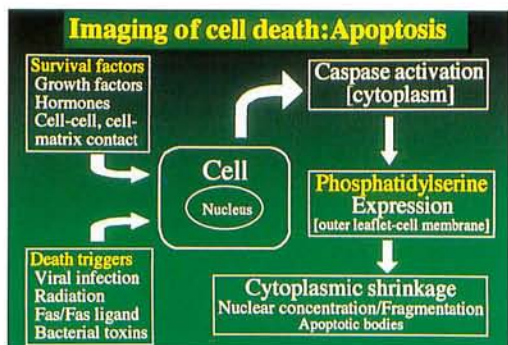 Imaging of cell death:Apoptosis
Survival factors
Growth factors
Hormones
Cell-cell, cell-
matrix contact
Death triggers
Viral infection
Radiation
Fas/Fas ligand
Bacterial toxins
Cell
Nucleus
Caspase activation
[cytoplasm]
Phosphatidylserine
Expression
[outer leaflet-cell membrane]
Cytoplasmic shrinkage
Nuclear concentration/Fragmentation
Apoptotic bodies